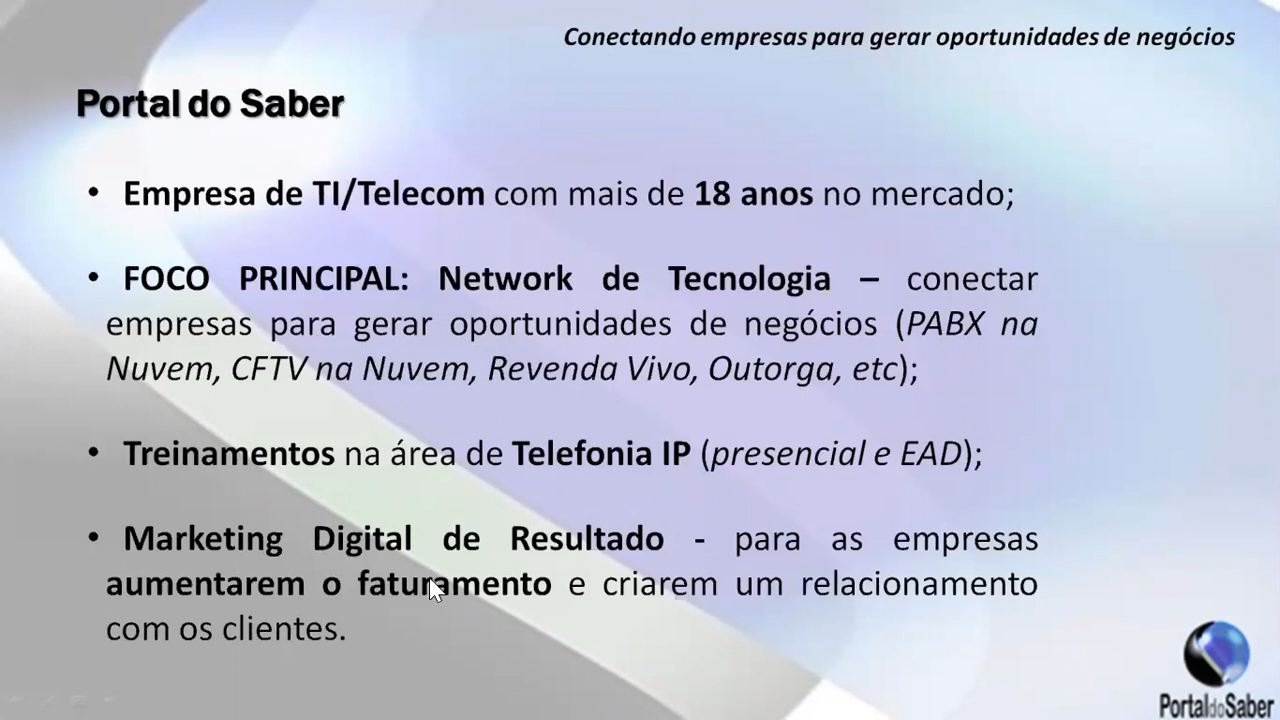 Conectando empresas para gerar oportunidades de negócios
Portal do Saber
• Empresa de TI/Telecom com mais de 18 anos no mercado;
• FOCO PRINCIPAL: Network de Tecnologia – conectar
empresas para gerar oportunidades de negócios (PABX na
Nuvem, CFTV na Nuvem, Revenda Vivo, Outorga, etc);
• Treinamentos na área de Telefonia IP (presencial e EAD);
• Marketing Digital de Resultado - para as empresas
aumentarem o faturamento e criarem um relacionamento
com os clientes.
PortaldoSaber